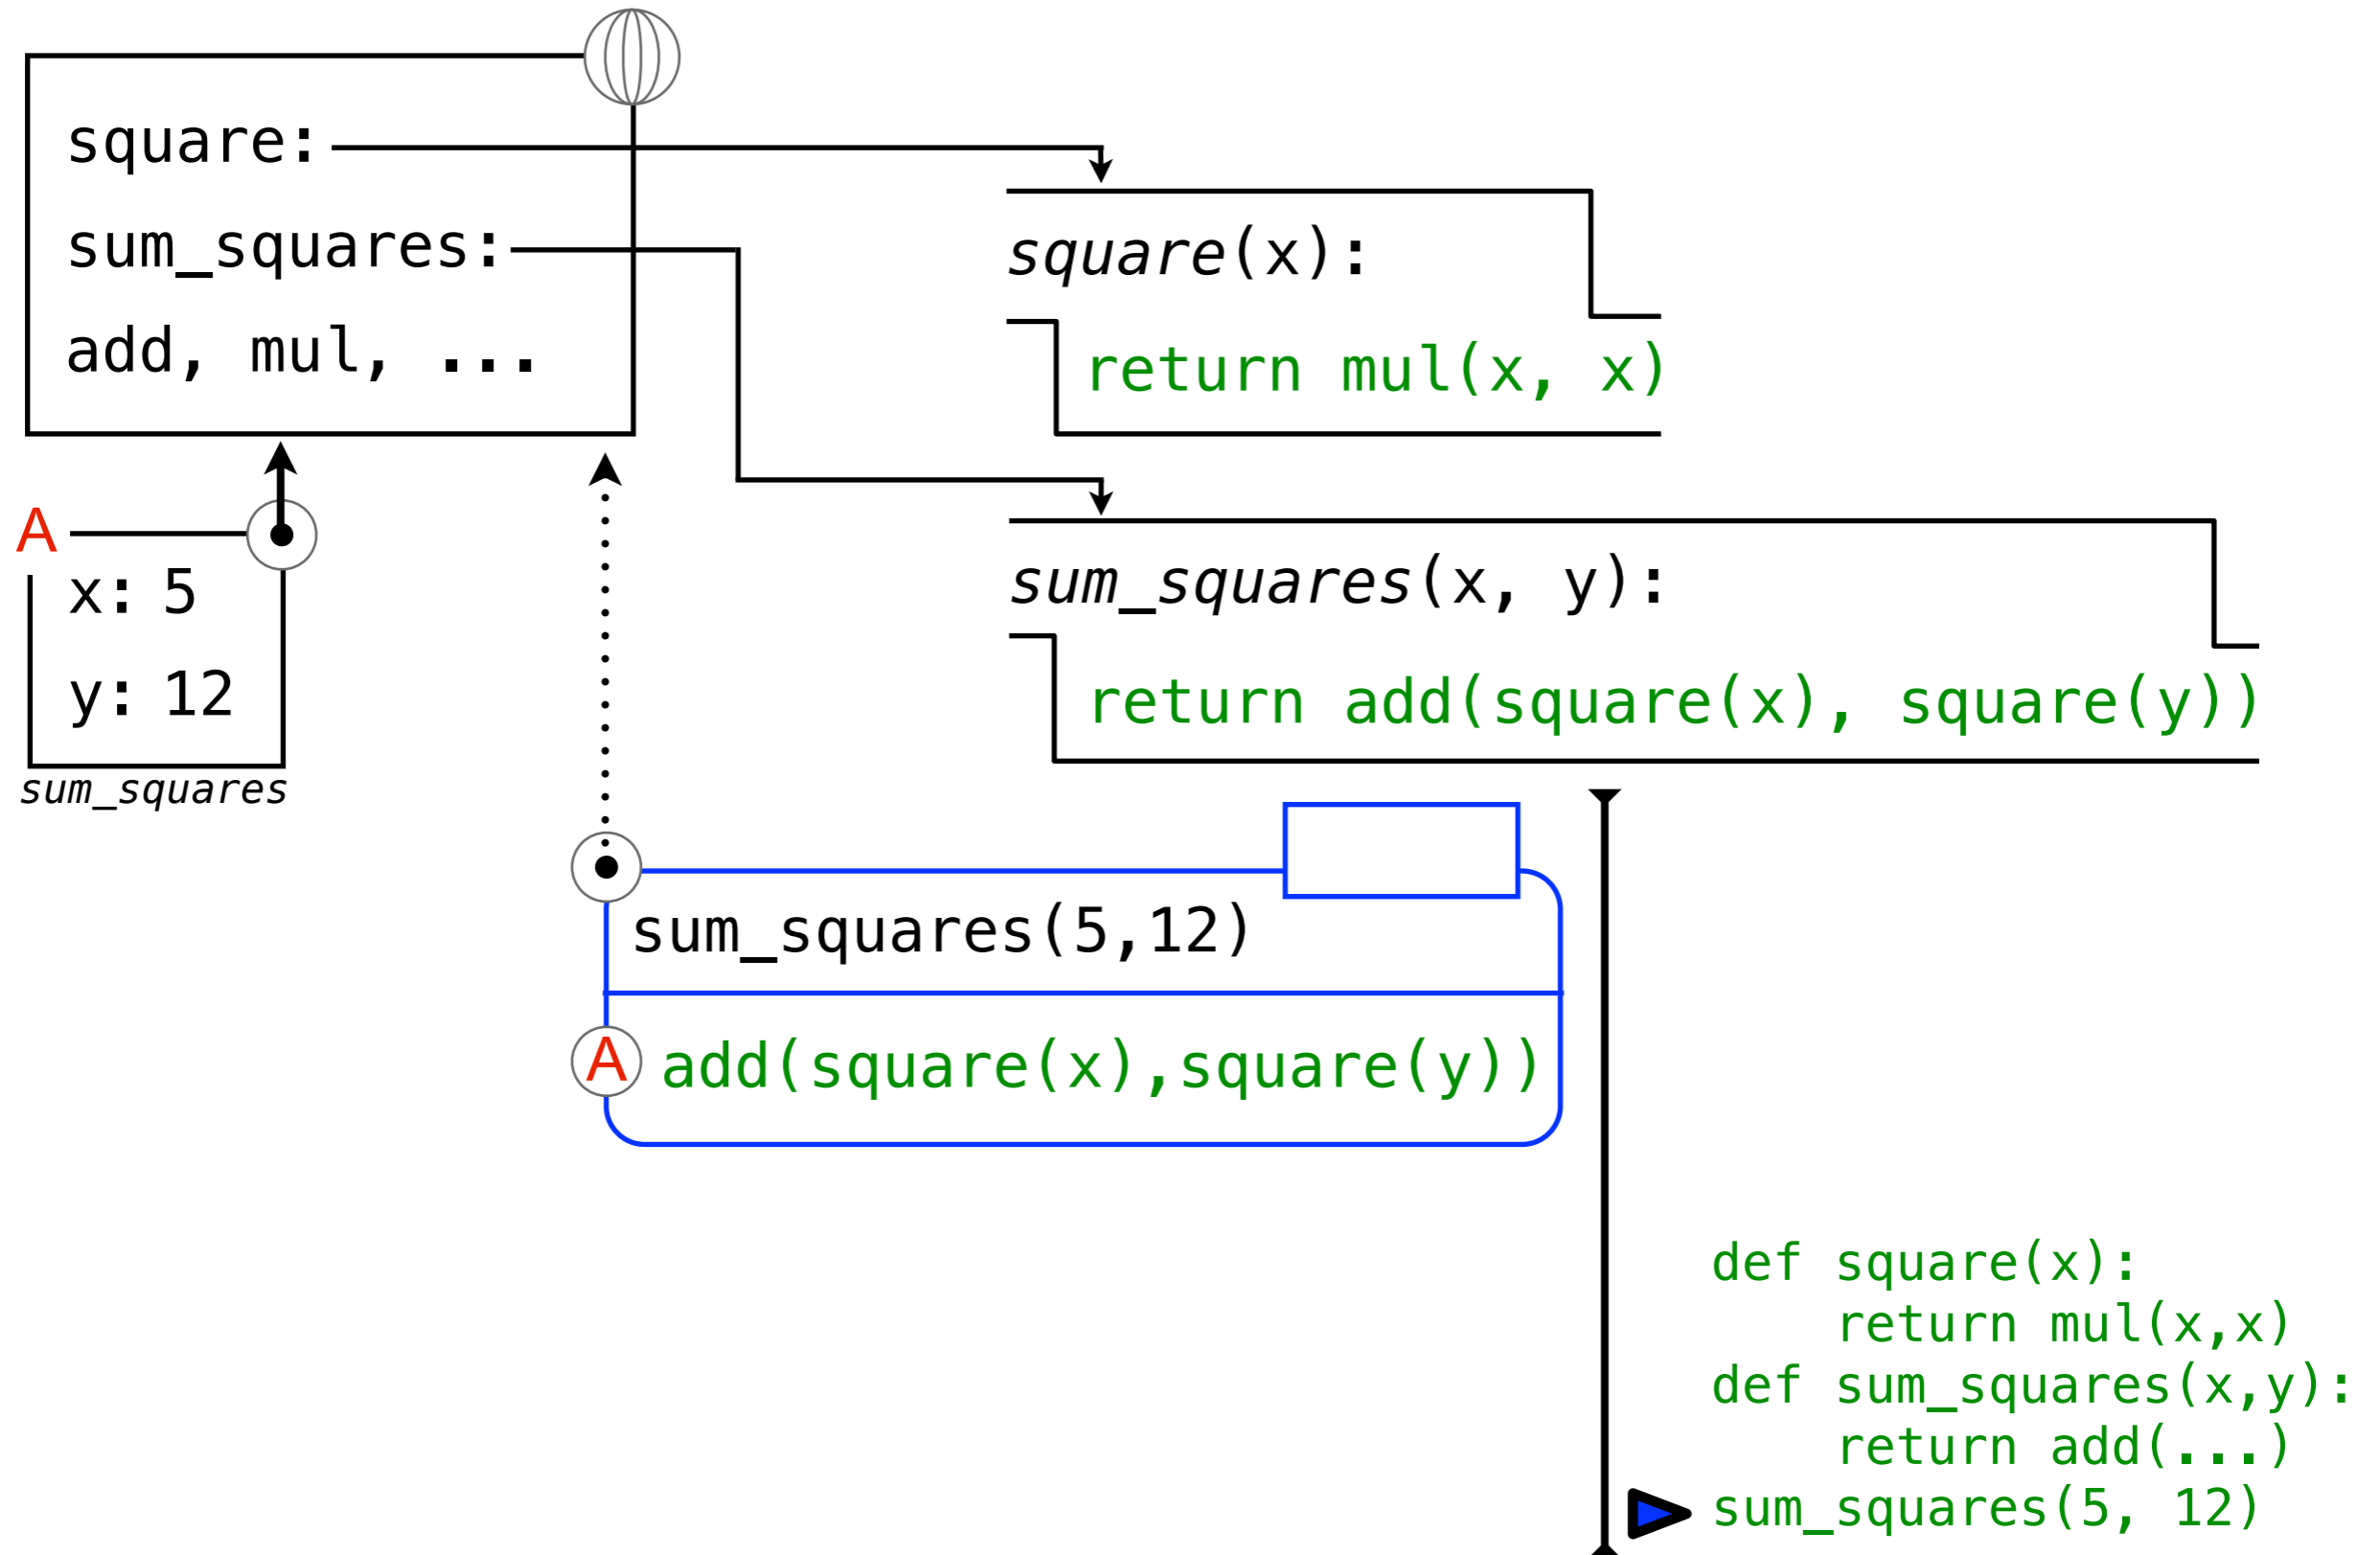 square:
sum_squares:
add, mul, ...
square(x):
return mul(x, x)
A
x: 5
y: 12
sum_squares
sum_squares(x, y):
return add(square(x), square(y))
sum_squares(5,12)
A add(square(x),square(y))
def square(x):
    return mul(x,x)
def sum_squares(x,y):
    return add(...)
sum_squares(5, 12)